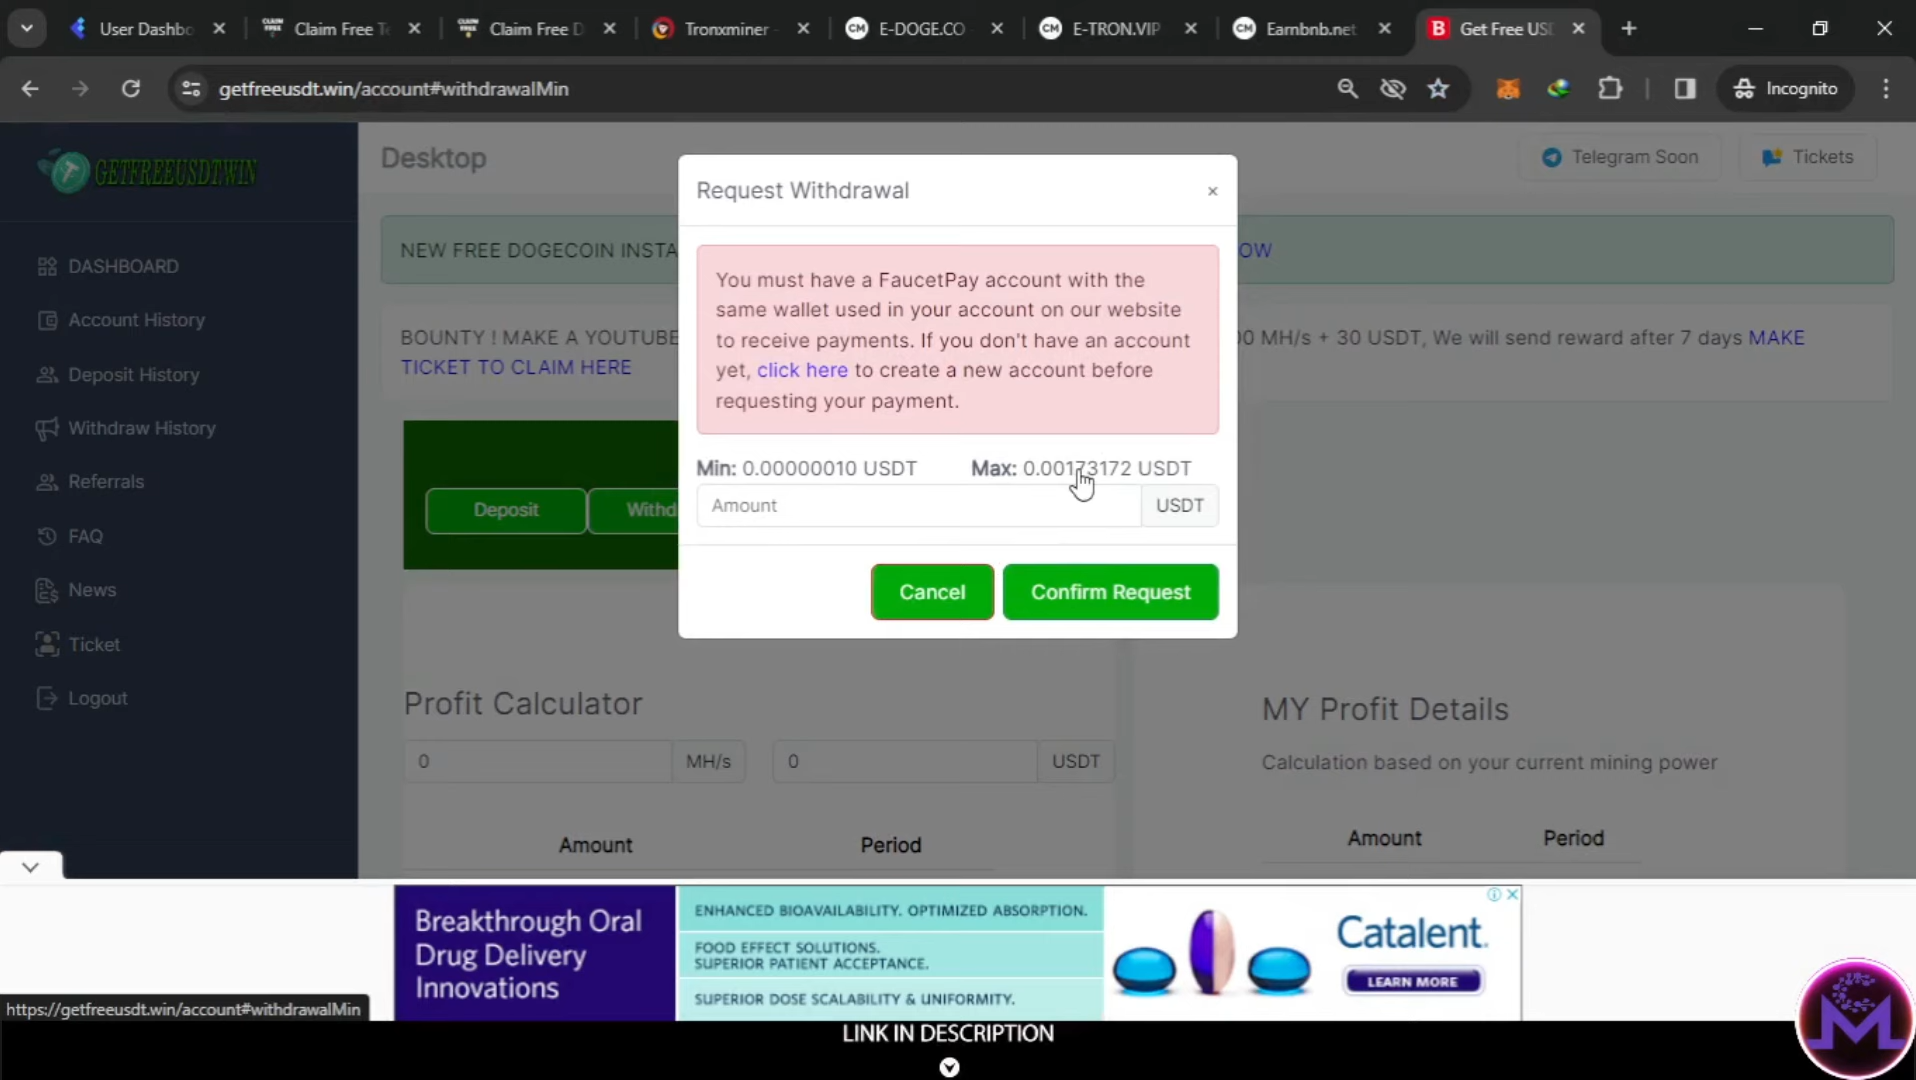 User Dashbo
Claim Free Te
Claim Free D
Tronxminer -
E-DOGE.CO
E-TRON.VIP
Earnbnb.net
Get Free USD
getfreeusdt.win/account#withdrawalMin
Incognito
GETFREEUSDT.WIN
Desktop
Telegram Soon
Tickets
DASHBOARD
Account History
Deposit History
Withdraw History
Referrals
FAQ
News
Ticket
Logout
NEW FREE DOGECOIN INSTA
OW
BOUNTY ! MAKE A YOUTUBE
00 MH/s + 30 USDT, We will send reward after 7 days MAKE
TICKET TO CLAIM HERE
Deposit
Withd
Request Withdrawal
×
You must have a FaucetPay account with the
same wallet used in your account on our website
to receive payments. If you don't have an account
yet, click here to create a new account before
requesting your payment.
Min: 0.00000010 USDT
Max: 0.00173172 USDT
Amount
USDT
Cancel
Confirm Request
Profit Calculator
0
MH/s
0
USDT
Amount
Period
MY Profit Details
Calculation based on your current mining power
Amount
Period
Breakthrough Oral
Drug Delivery
Innovations
ENHANCED BIOAVAILABILITY. OPTIMIZED ABSORPTION.
FOOD EFFECT SOLUTIONS.
SUPERIOR PATIENT ACCEPTANCE.
SUPERIOR DOSE SCALABILITY & UNIFORMITY.
Catalent.
LEARN MORE
https://getfreeusdt.win/account#withdrawalMin
LINK IN DESCRIPTION